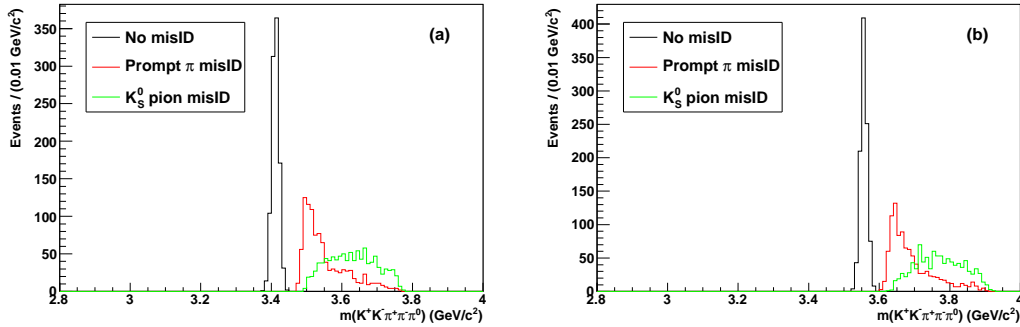 Events / (0.01 GeV/c²)
350
300
250
200
150
100
50
0
No misID
Prompt π misID
K⁰_S pion misID
(a)
2.8 3 3.2 3.4 3.6 3.8 4
m(K⁺K⁻π⁺π⁻π⁰) (GeV/c²)
Events / (0.01 GeV/c²)
400
350
300
250
200
150
100
50
0
No misID
Prompt π misID
K⁰_S pion misID
(b)
2.8 3 3.2 3.4 3.6 3.8 4
m(K⁺K⁻π⁺π⁻π⁰) (GeV/c²)